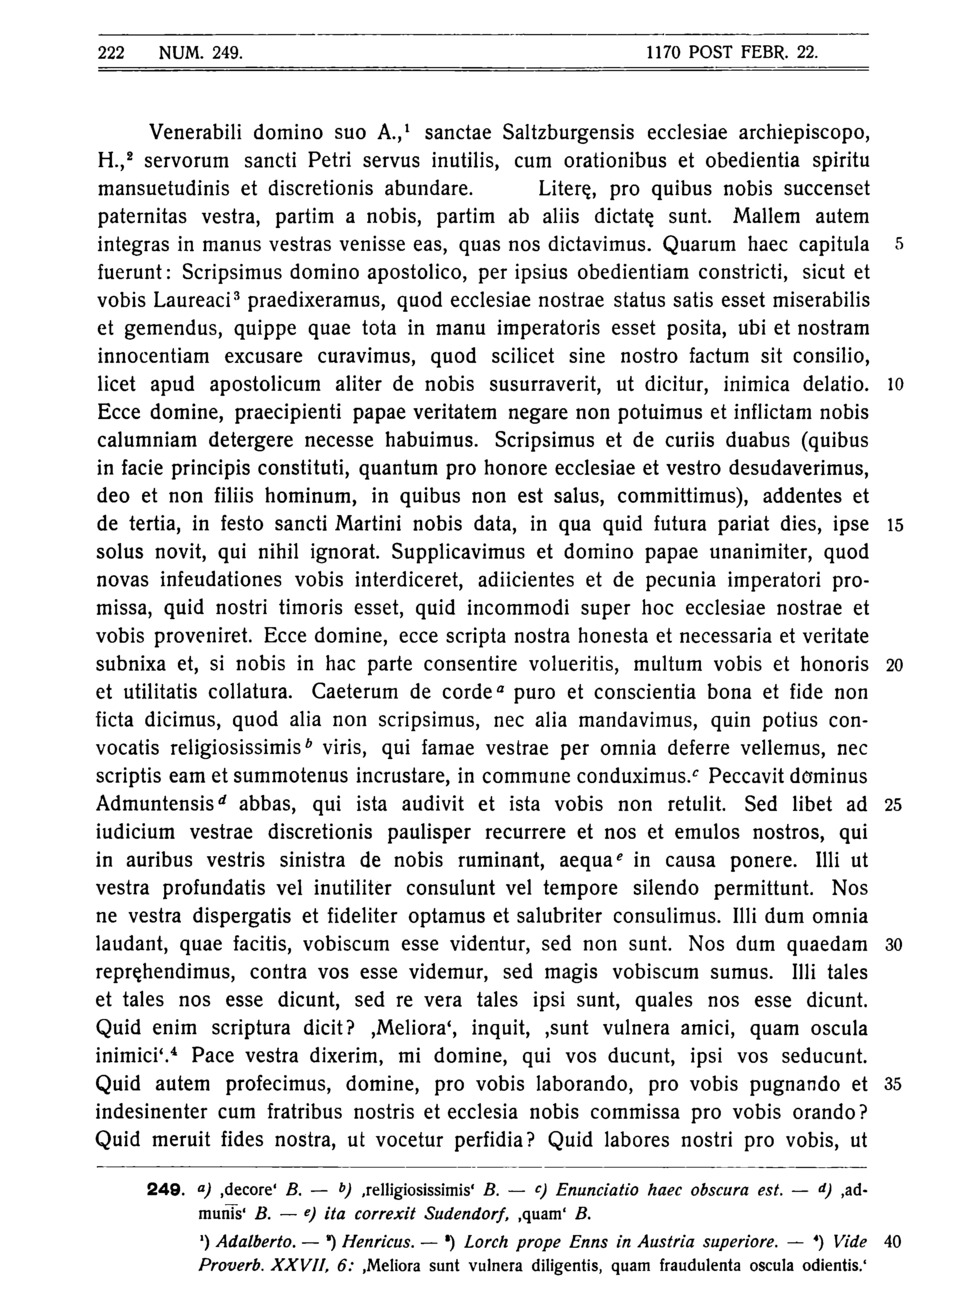 222 NUM. 249. 1170 POST FEBR. 22.
Venerabili domino suo A.,¹ sanctae Saltzburgensis ecclesiae archiepiscopo,
H.,² servorum sancti Petri servus inutilis, cum orationibus et obedientia spiritu
mansuetudinis et discretionis abundare. Literę, pro quibus nobis succenset
paternitas vestra, partim a nobis, partim ab aliis dictatę sunt. Mallem autem
integras in manus vestras venisse eas, quas nos dictavimus. Quarum haec capitula 5
fuerunt: Scripsimus domino apostolico, per ipsius obedientiam constricti, sicut et
vobis Laureaci³ praedixeramus, quod ecclesiae nostrae status satis esset miserabilis
et gemendus, quippe quae tota in manu imperatoris esset posita, ubi et nostram
innocentiam excusare curavimus, quod scilicet sine nostro factum sit consilio,
licet apud apostolicum aliter de nobis susurraverit, ut dicitur, inimica delatio. 10
Ecce domine, praecipienti papae veritatem negare non potuimus et inflictam nobis
calumniam detergere necesse habuimus. Scripsimus et de curiis duabus (quibus
in facie principis constituti, quantum pro honore ecclesiae et vestro desudaverimus,
deo et non filiis hominum, in quibus non est salus, committimus), addentes et
de tertia, in festo sancti Martini nobis data, in qua quid futura pariat dies, ipse 15
solus novit, qui nihil ignorat. Supplicavimus et domino papae unanimiter, quod
novas infeudationes vobis interdiceret, adiicientes et de pecunia imperatori pro-
missa, quid nostri timoris esset, quid incommodi super hoc ecclesiae nostrae et
vobis proveniret. Ecce domine, ecce scripta nostra honesta et necessaria et veritate
subnixa et, si nobis in hac parte consentire volueritis, multum vobis et honoris 20
et utilitatis collatura. Caeterum de corde ᵃ puro et conscientia bona et fide non
ficta dicimus, quod alia non scripsimus, nec alia mandavimus, quin potius con-
vocatis religiosissimis ᵇ viris, qui famae vestrae per omnia deferre vellemus, nec
scriptis eam et summotenus incrustare, in commune conduximus.ᶜ Peccavit dominus
Admuntensis ᵈ abbas, qui ista audivit et ista vobis non retulit. Sed libet ad 25
iudicium vestrae discretionis paulisper recurrere et nos et emulos nostros, qui
in auribus vestris sinistra de nobis ruminant, aequa ᵉ in causa ponere. Illi ut
vestra profundatis vel inutiliter consulunt vel tempore silendo permittunt. Nos
ne vestra dispergatis et fideliter optamus et salubriter consulimus. Illi dum omnia
laudant, quae facitis, vobiscum esse videntur, sed non sunt. Nos dum quaedam 30
repręhendimus, contra vos esse videmur, sed magis vobiscum sumus. Illi tales
et tales nos esse dicunt, sed re vera tales ipsi sunt, quales nos esse dicunt.
Quid enim scriptura dicit? ‚Meliora‘, inquit, ‚sunt vulnera amici, quam oscula
inimici‘.⁴ Pace vestra dixerim, mi domine, qui vos ducunt, ipsi vos seducunt.
Quid autem profecimus, domine, pro vobis laborando, pro vobis pugnando et 35
indesinenter cum fratribus nostris et ecclesia nobis commissa pro vobis orando?
Quid meruit fides nostra, ut vocetur perfidia? Quid labores nostri pro vobis, ut
249. a) ‚decore‘ B. — b) ‚relligiosissimis‘ B. — c) Enunciatio haec obscura est. — d) ‚ad-
munis̅‘ B. — e) ita correxit Sudendorf, ‚quam‘ B.
¹) Adalberto. — ²) Henricus. — ³) Lorch prope Enns in Austria superiore. — ⁴) Vide 40
Proverb. XXVII, 6: ‚Meliora sunt vulnera diligentis, quam fraudulenta oscula odientis.‘